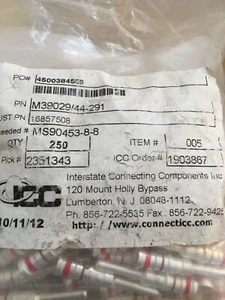 PO# 4500384559
PN M39029/44-291
UST PN 16857508
eeded # MS90453-8-8
QTY 250 ITEM # 005
Pick # 2351343 ICC Order# 1903867
ICC Interstate Connecting Components Inc
120 Mount Holly Bypass
Lumberton, N. J 08048-1112
Ph. 856-722-5535 Fax . 856-722-9425
10/11/12 http://www.connecticc.com